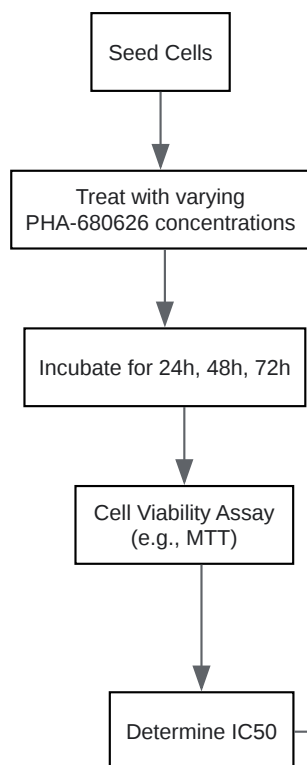 Seed Cells
Treat with varying
PHA-680626 concentrations
Incubate for 24h, 48h, 72h
Cell Viability Assay
(e.g., MTT)
Determine IC50